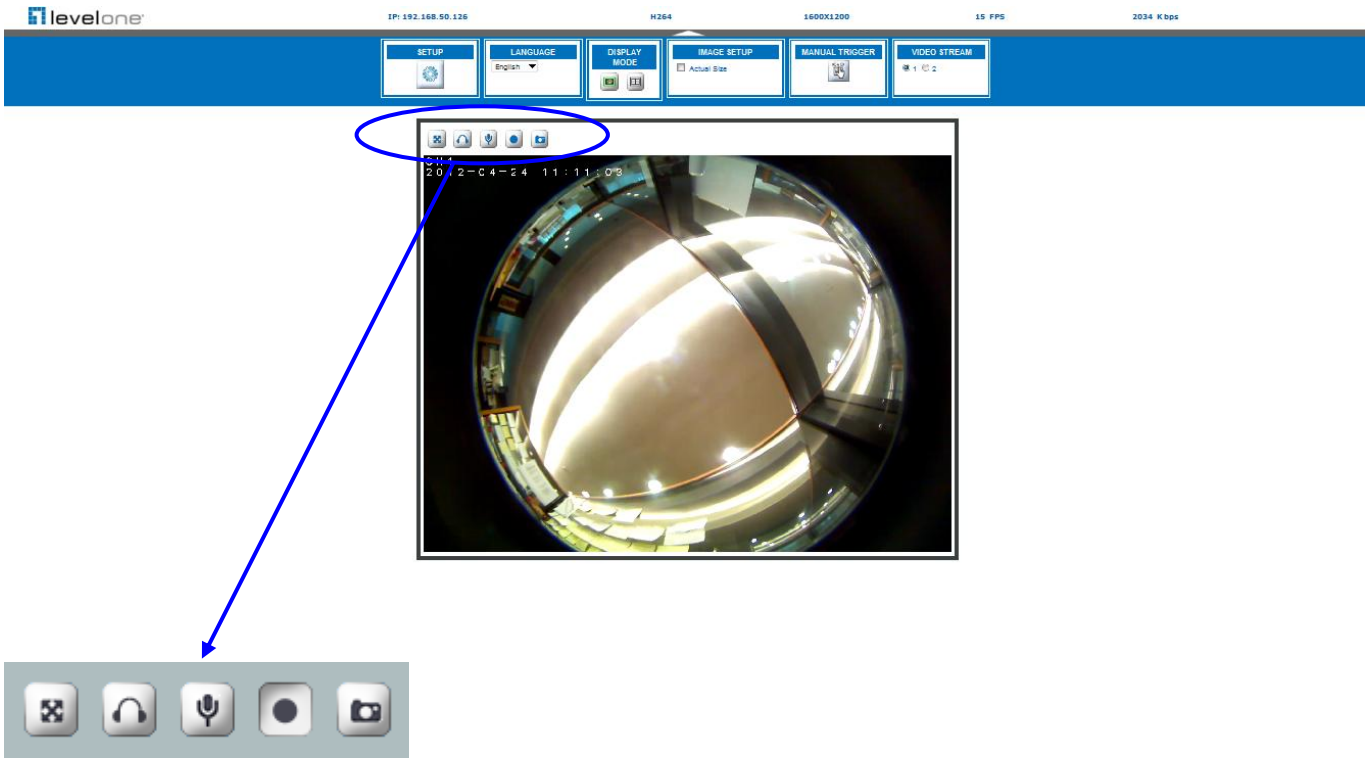 levelone
IP: 192.168.50.126 H264 1600X1200 15 FPS 2034 Kbps
SETUP LANGUAGE DISPLAY MODE IMAGE SETUP MANUAL TRIGGER VIDEO STREAM
English Actual Size 1 2
2012-04-24 11:11:03